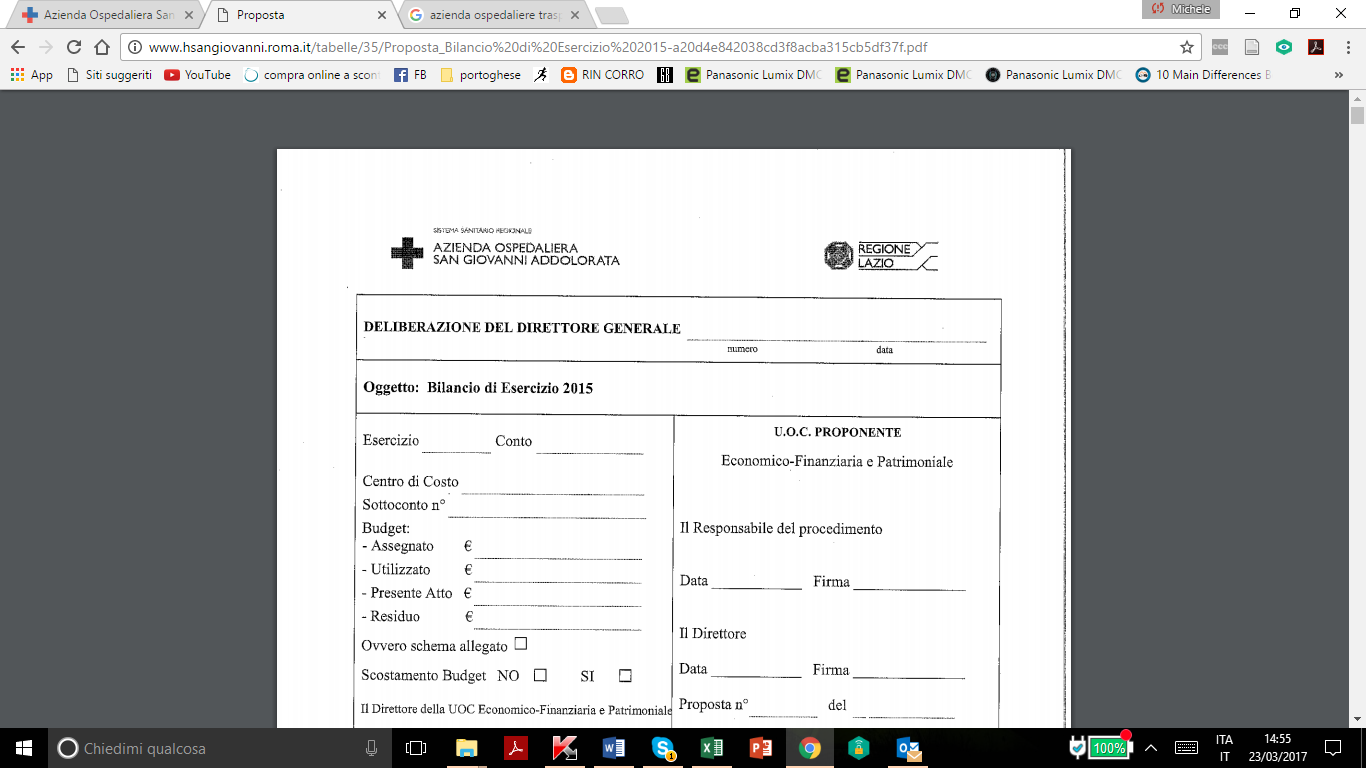 Azienda Ospedaliera San
Proposta
azienda ospedaliere trasp
Michele
www.hsangiovanni.roma.it/tabelle/35/Proposta_Bilancio%20di%20Esercizio%202015-a20d4e842038cd3f8acba315cb5df37f.pdf
App
Siti suggeriti
YouTube
compra online a scon
FB
portoghese
RIN CORRO
Panasonic Lumix DMC
Panasonic Lumix DMC
Panasonic Lumix DMC
10 Main Differences B
»
SISTEMA SANITARIO REGIONALE
AZIENDA OSPEDALIERA
SAN GIOVANNI ADDOLORATA
REGIONE
LAZIO
DELIBERAZIONE DEL DIRETTORE GENERALE
numero data
Oggetto: Bilancio di Esercizio 2015
Esercizio Conto
Centro di Costo
Sottoconto n°
Budget:
- Assegnato €
- Utilizzato €
- Presente Atto €
- Residuo €
Ovvero schema allegato
Scostamento Budget NO SI
Il Direttore della UOC Economico-Finanziaria e Patrimoniale
U.O.C. PROPONENTE
Economico-Finanziaria e Patrimoniale
Il Responsabile del procedimento
Data Firma
Il Direttore
Data Firma
Proposta n° del
Chiedimi qualcosa
1
100%
ITA
IT
14:55
23/03/2017